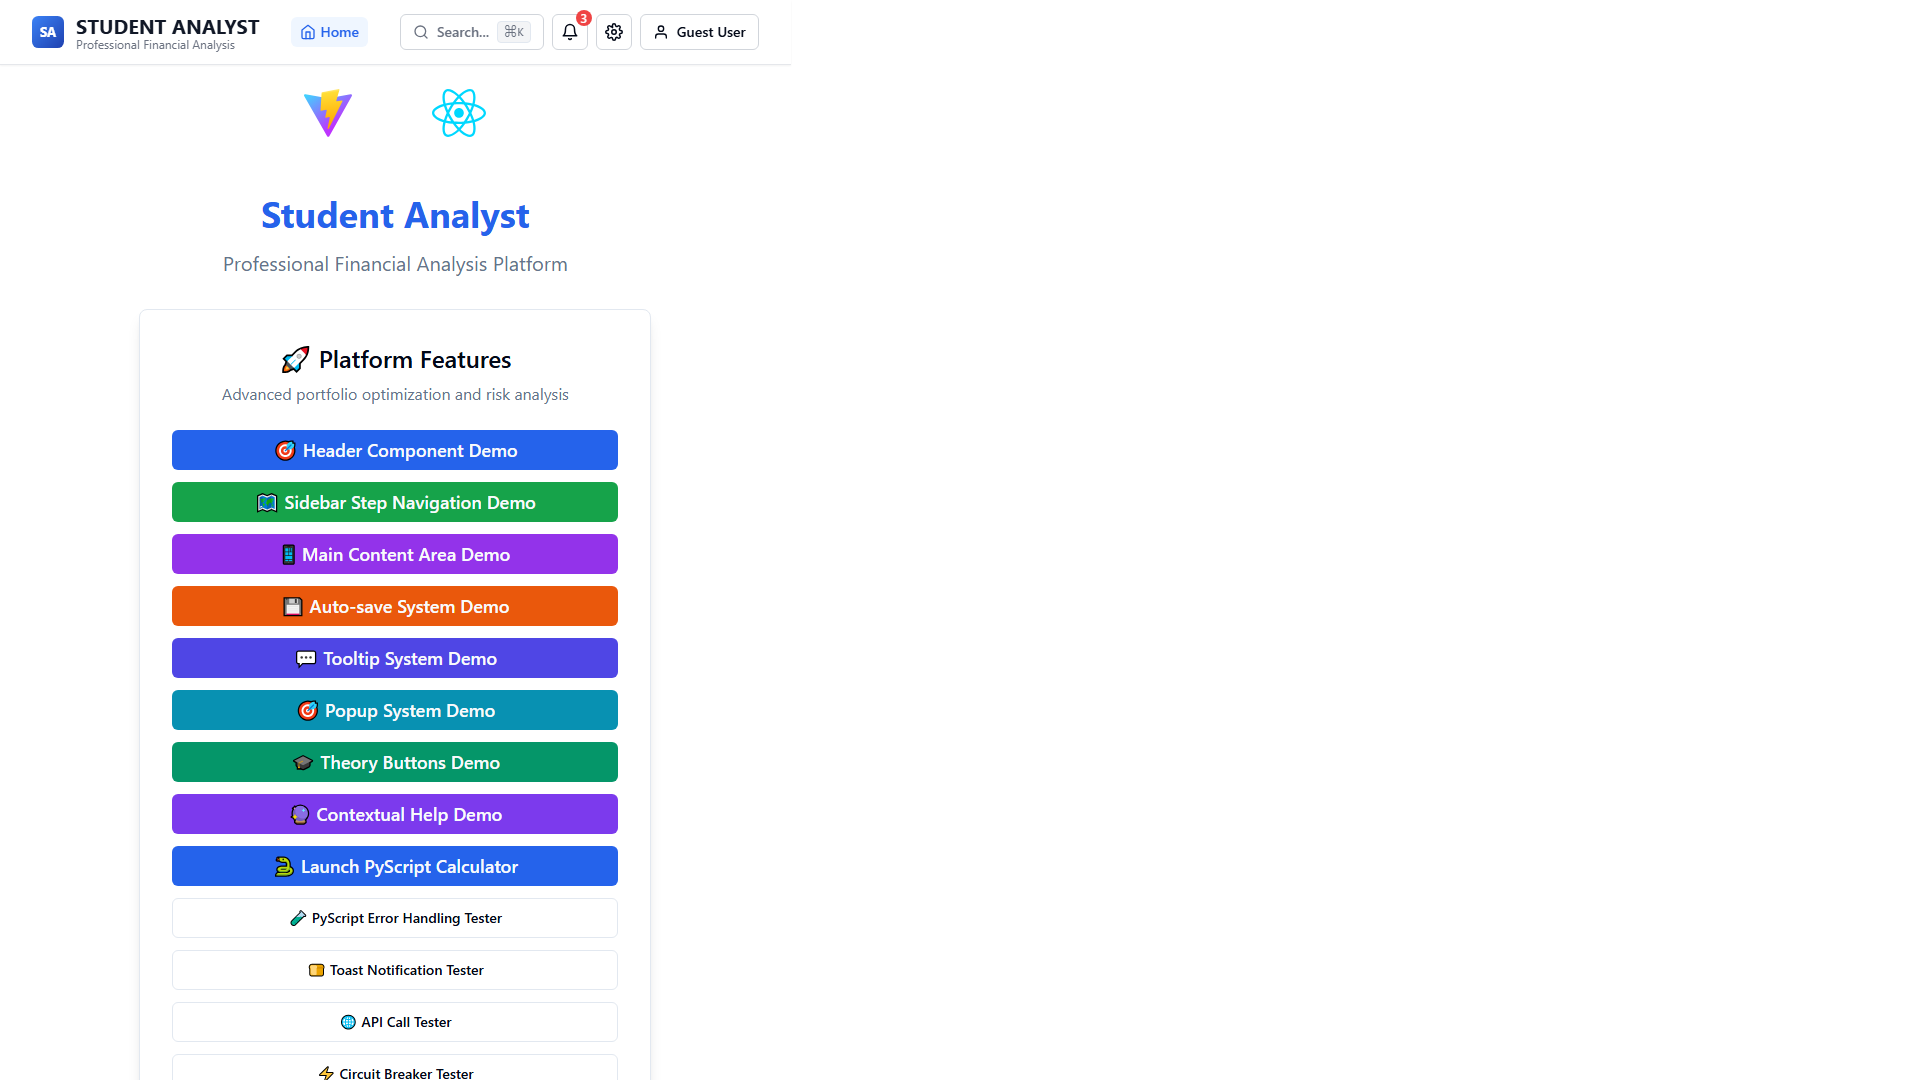 SA
STUDENT ANALYST
Professional Financial Analysis
Home
Search...
⌘K
3
Guest User
Student Analyst
Professional Financial Analysis Platform
🚀 Platform Features
Advanced portfolio optimization and risk analysis
🎯 Header Component Demo
🗺️ Sidebar Step Navigation Demo
📱 Main Content Area Demo
💾 Auto-save System Demo
💬 Tooltip System Demo
🎯 Popup System Demo
🎓 Theory Buttons Demo
🔮 Contextual Help Demo
🐍 Launch PyScript Calculator
🧪 PyScript Error Handling Tester
🍞 Toast Notification Tester
🌐 API Call Tester
⚡ Circuit Breaker Tester